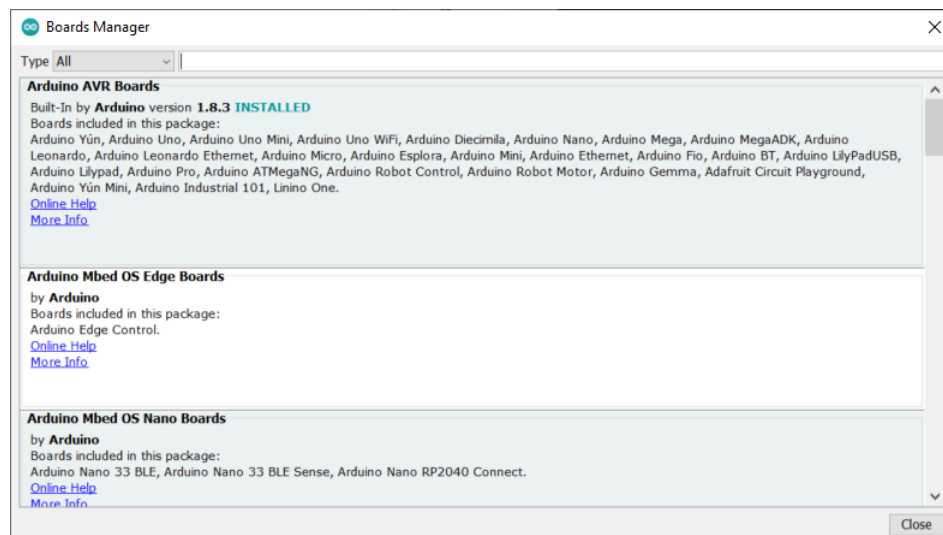 Boards Manager
Type All
Arduino AVR Boards
Built-In by Arduino version 1.8.3 INSTALLED
Boards included in this package:
Arduino Yún, Arduino Uno, Arduino Uno Mini, Arduino Uno WiFi, Arduino Diecimila, Arduino Nano, Arduino Mega, Arduino MegaADK, Arduino
Leonardo, Arduino Leonardo Ethernet, Arduino Micro, Arduino Esplora, Arduino Mini, Arduino Ethernet, Arduino Fio, Arduino BT, Arduino LilyPadUSB,
Arduino Lilypad, Arduino Pro, Arduino ATMegaNG, Arduino Robot Control, Arduino Robot Motor, Arduino Gemma, Adafruit Circuit Playground,
Arduino Yún Mini, Arduino Industrial 101, Linino One.
Online Help
More Info
Arduino Mbed OS Edge Boards
by Arduino
Boards included in this package:
Arduino Edge Control.
Online Help
More Info
Arduino Mbed OS Nano Boards
by Arduino
Boards included in this package:
Arduino Nano 33 BLE, Arduino Nano 33 BLE Sense, Arduino Nano RP2040 Connect.
Online Help
More Info
Close